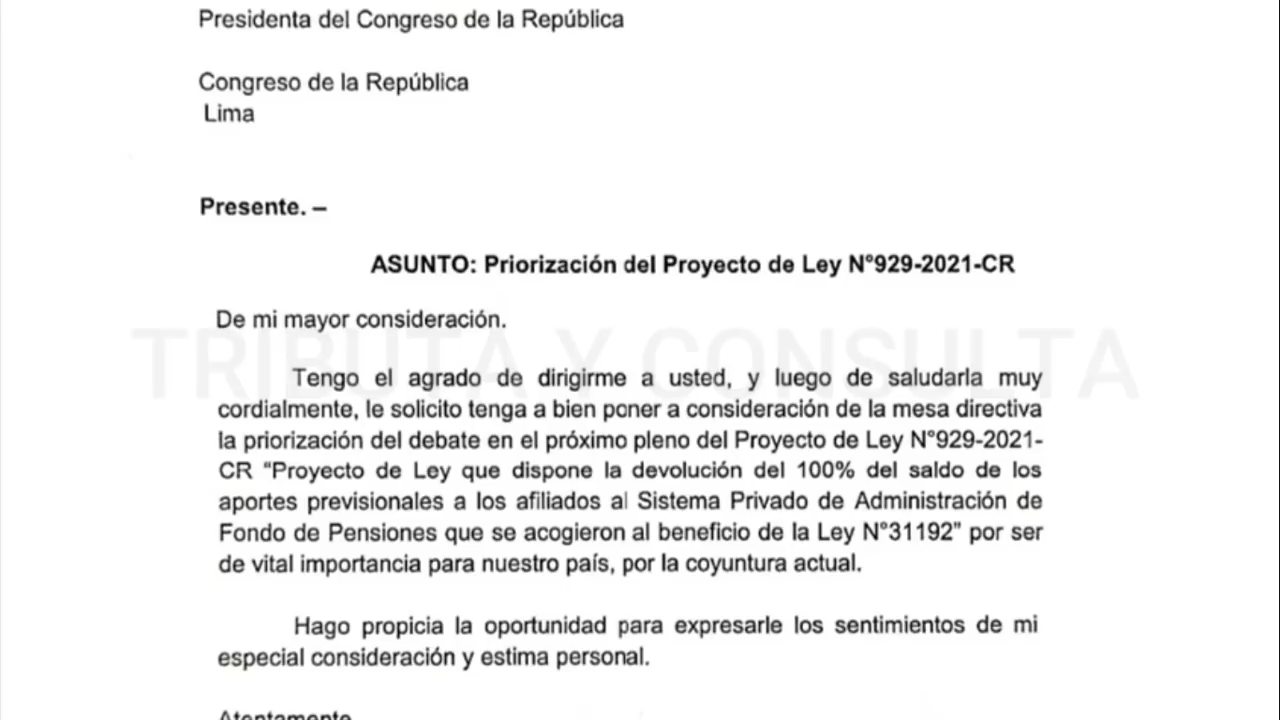 Presidenta del Congreso de la República
Congreso de la República
Lima
Presente. –
ASUNTO: Priorización del Proyecto de Ley N°929-2021-CR
De mi mayor consideración.
TRIBUTA Y CONSULTA
Tengo el agrado de dirigirme a usted, y luego de saludarla muy
cordialmente, le solicito tenga a bien poner a consideración de la mesa directiva
la priorización del debate en el próximo pleno del Proyecto de Ley N°929-2021-
CR “Proyecto de Ley que dispone la devolución del 100% del saldo de los
aportes previsionales a los afiliados al Sistema Privado de Administración de
Fondo de Pensiones que se acogieron al beneficio de la Ley N°31192” por ser
de vital importancia para nuestro país, por la coyuntura actual.
Hago propicia la oportunidad para expresarle los sentimientos de mi
especial consideración y estima personal.
Atentamente